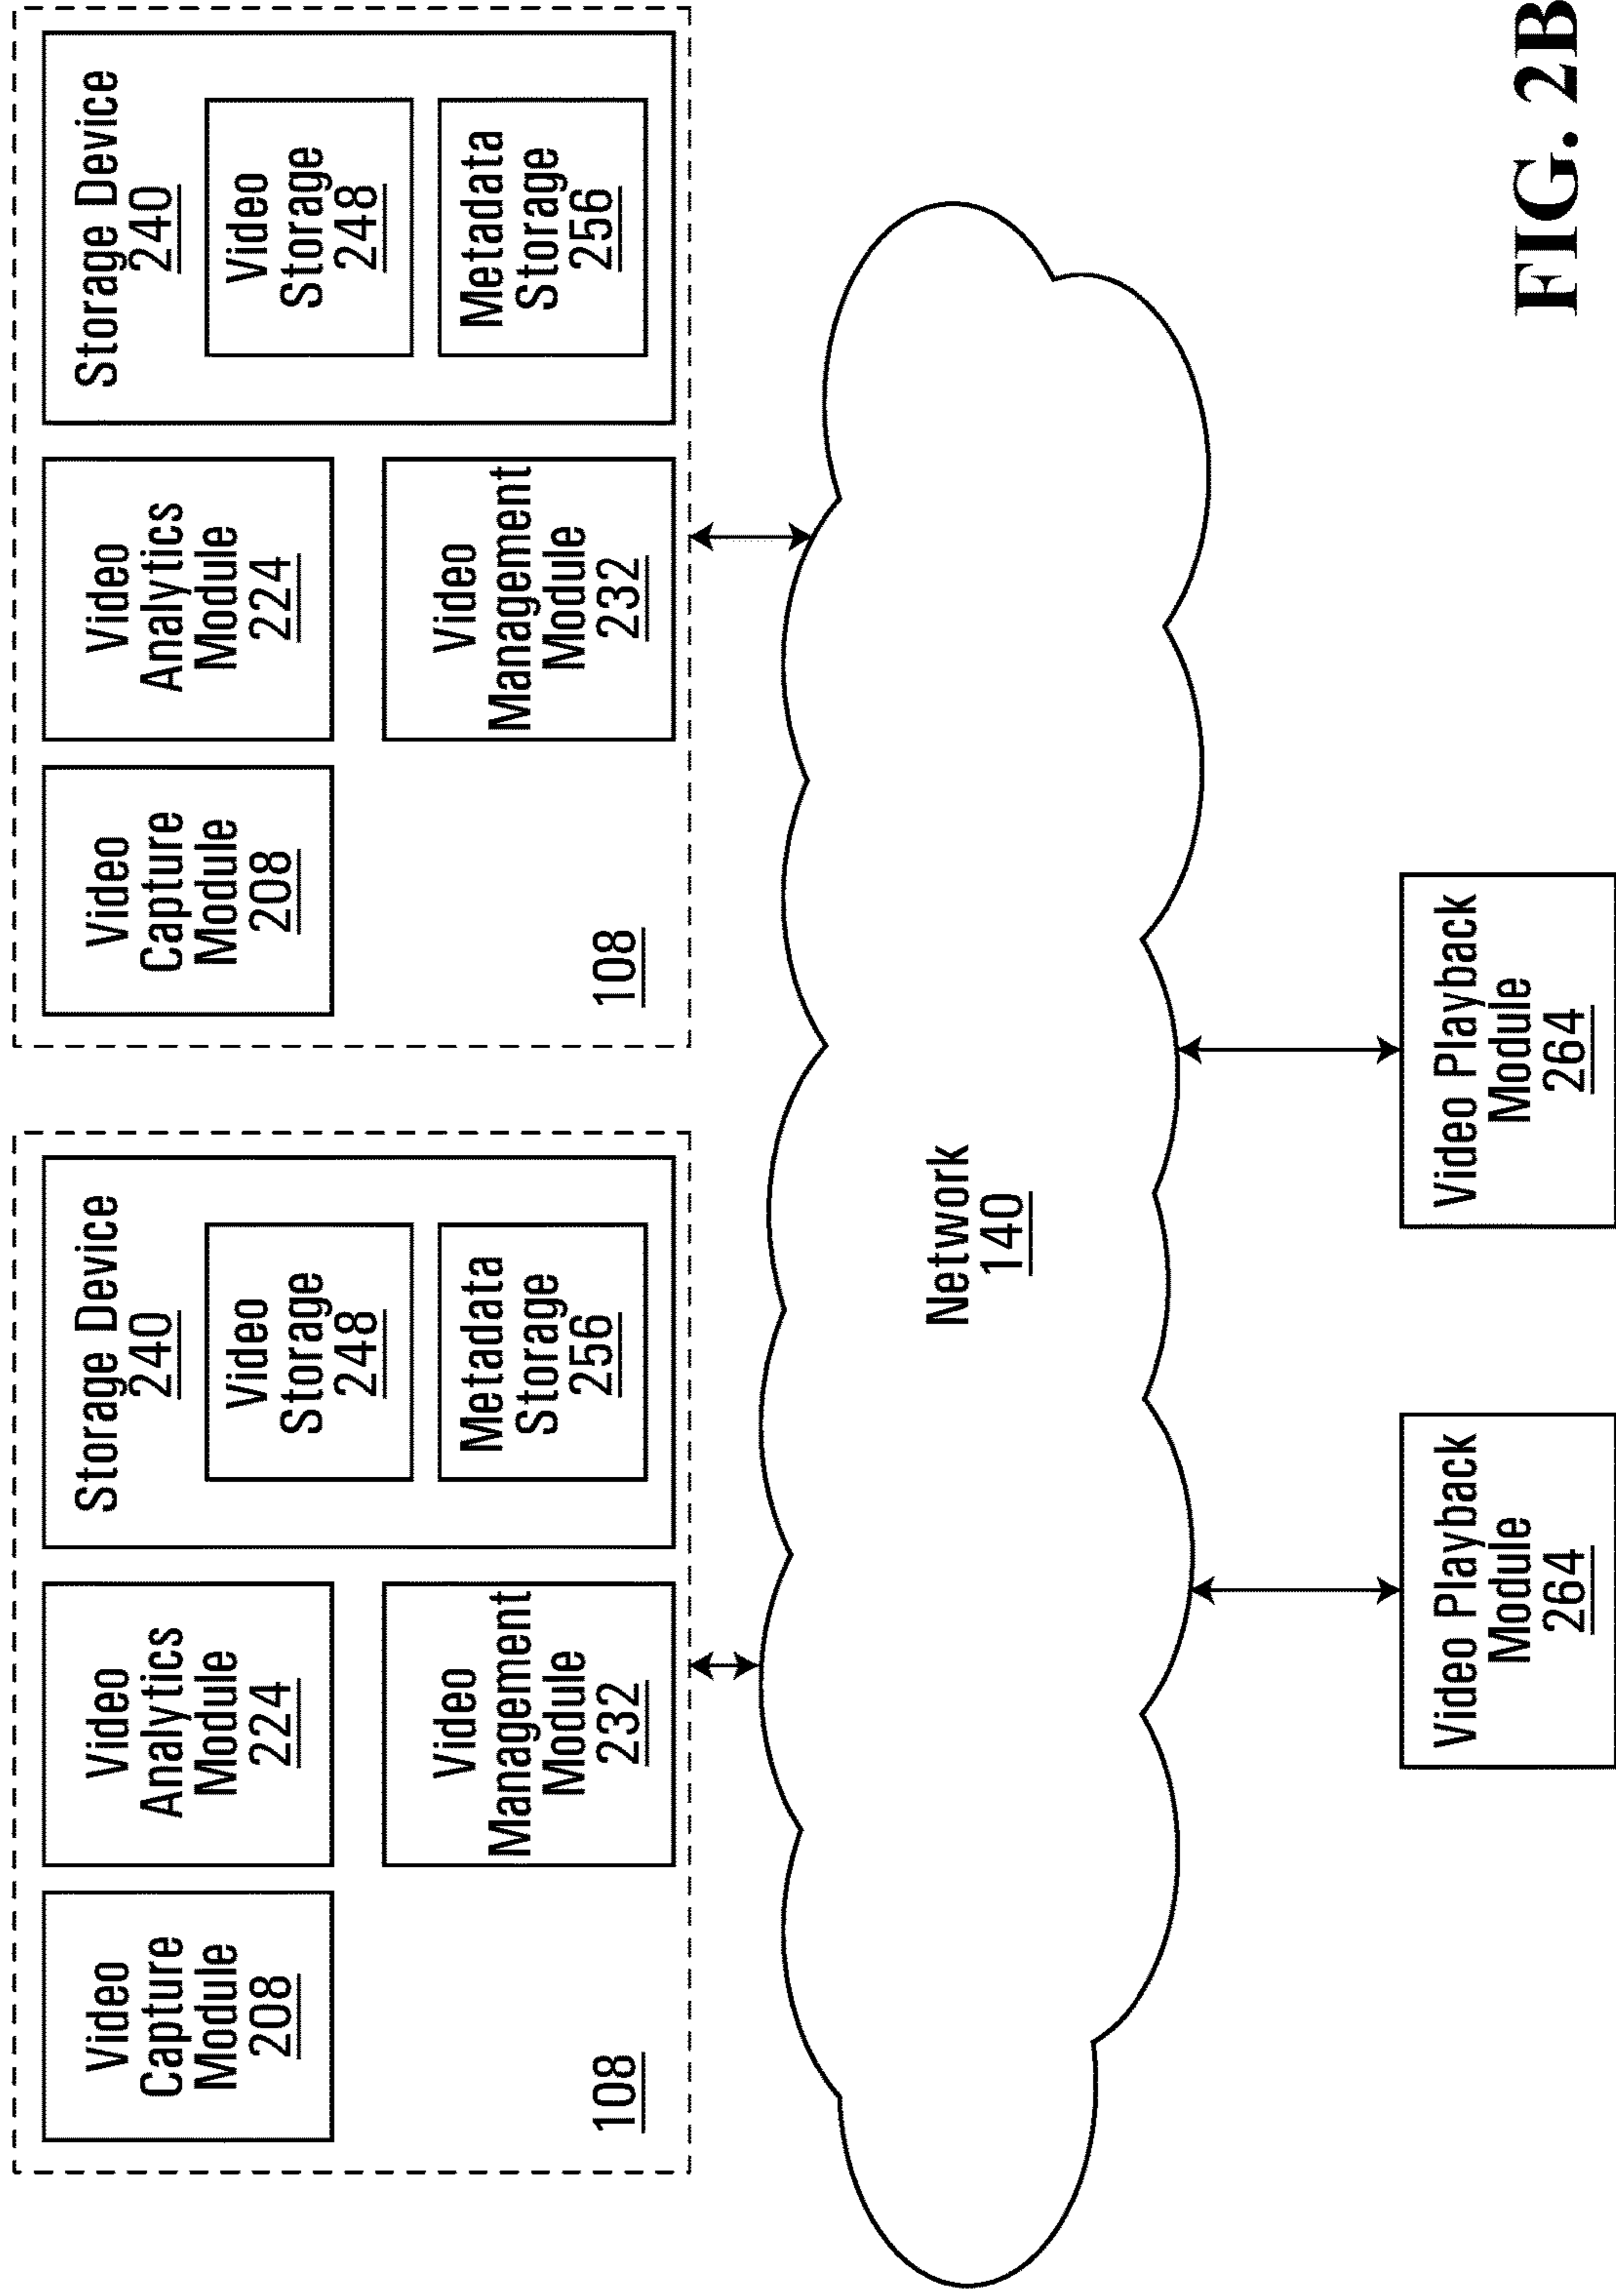 Video
Capture
Module
208
Video
Analytics
Module
224
Video
Management
Module
232
Storage Device
240
Video
Storage
248
Metadata
Storage
256
108
Video
Capture
Module
208
Video
Analytics
Module
224
Video
Management
Module
232
Storage Device
240
Video
Storage
248
Metadata
Storage
256
108
Network
140
Video Playback
Module
264
Video Playback
Module
264
FIG. 2B